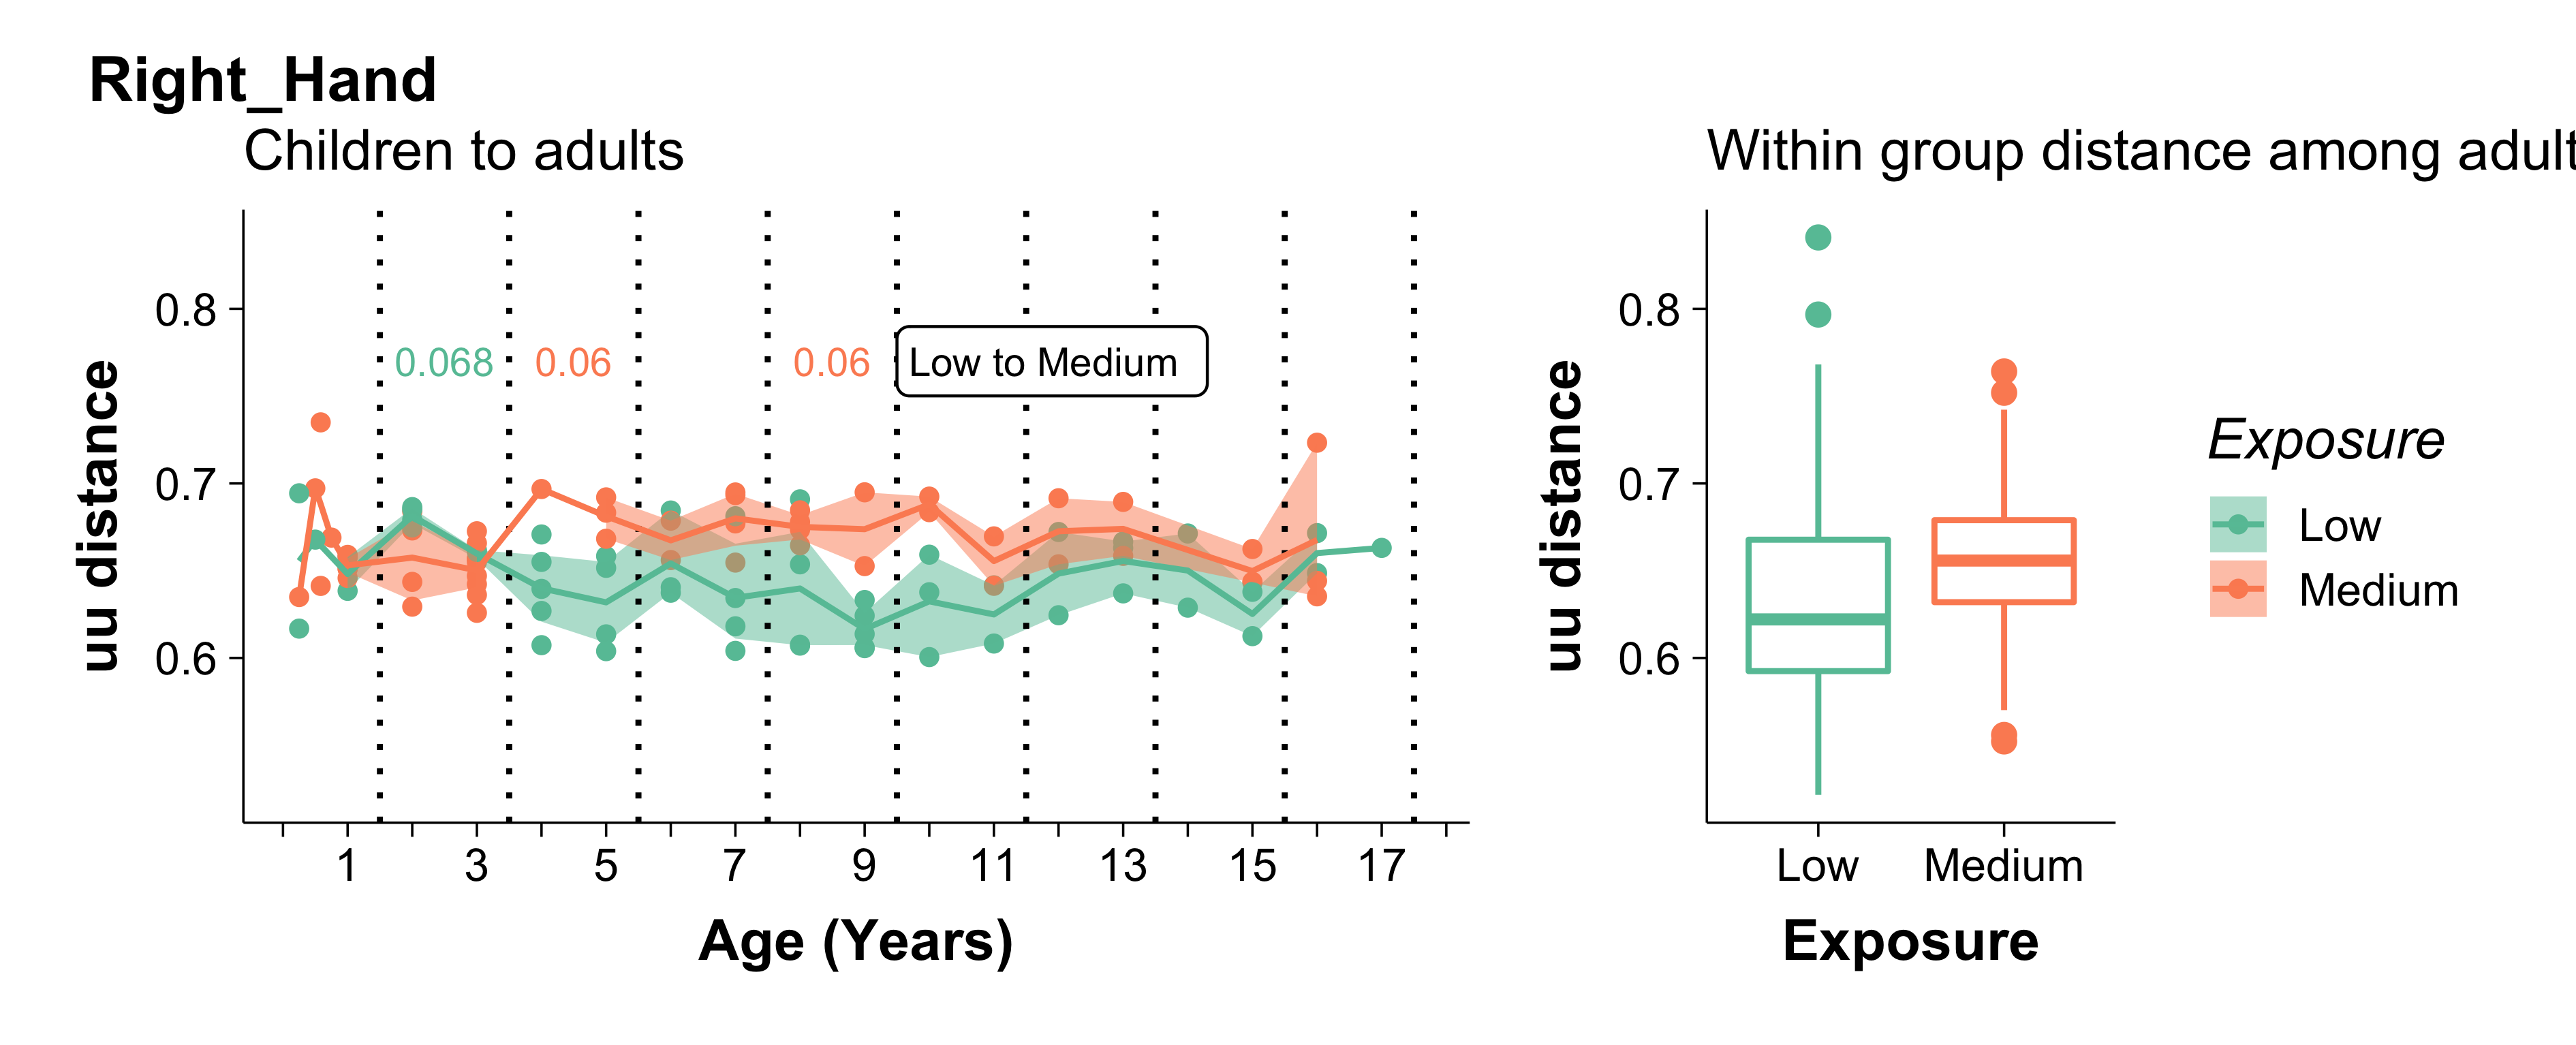 Right_Hand
Children to adults
Within group distance among adult
uu distance
0.8
0.7
0.6
0.068
0.06
0.06
Low to Medium
1 3 5 7 9 11 13 15 17
Age (Years)
uu distance
0.8
0.7
0.6
Low Medium
Exposure
Exposure
Low
Medium